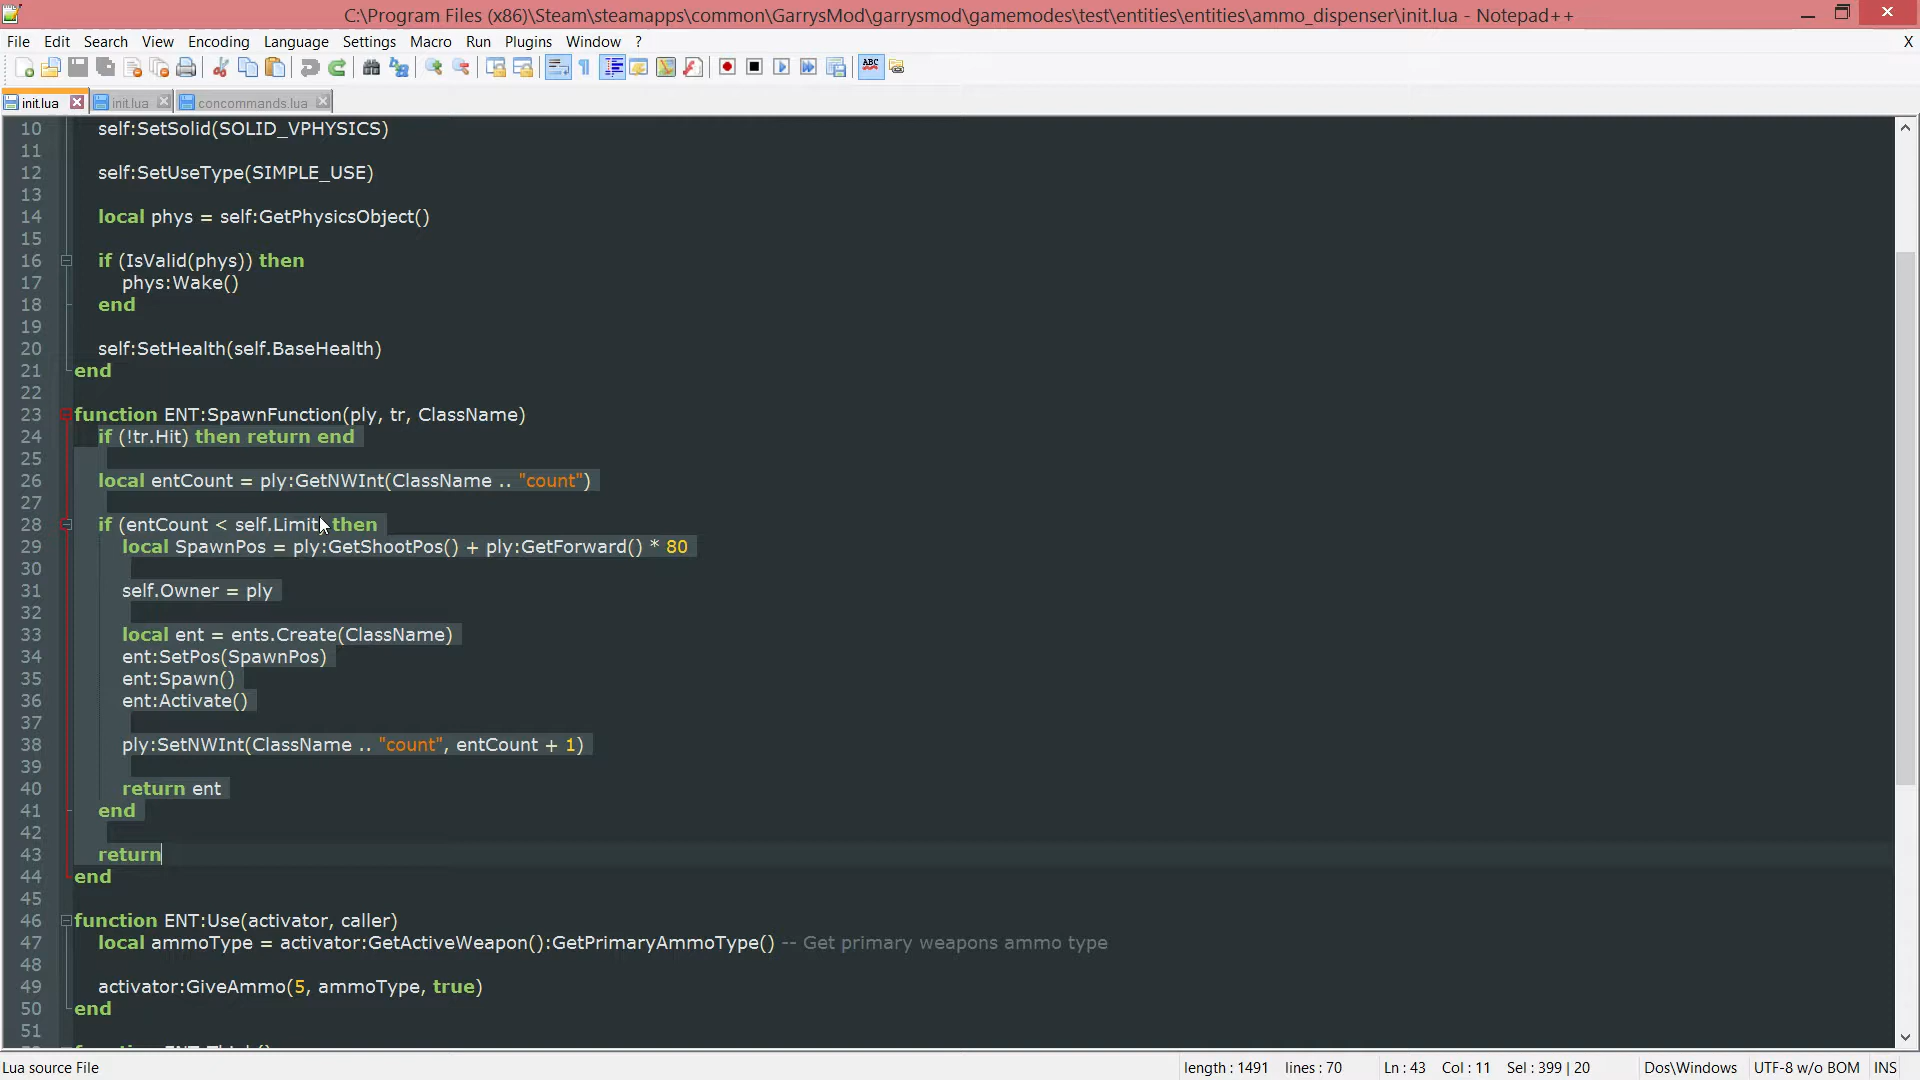 C:\Program Files (x86)\Steam\steamapps\common\GarrysMod\garrysmod\gamemodes\test\entities\entities\ammo_dispenser\init.lua - Notepad++
File Edit Search View Encoding Language Settings Macro Run Plugins Window ? X
init.lua init.lua concommands.lua
10 self:SetSolid(SOLID_VPHYSICS)
11
12 self:SetUseType(SIMPLE_USE)
13
14 local phys = self:GetPhysicsObject()
15
16 if (IsValid(phys)) then
17 phys:Wake()
18 end
19
20 self:SetHealth(self.BaseHealth)
21 end
22
23 function ENT:SpawnFunction(ply, tr, ClassName)
24 if (!tr.Hit) then return end
25
26 local entCount = ply:GetNWInt(ClassName .. "count")
27
28 if (entCount < self.Limit) then
29 local SpawnPos = ply:GetShootPos() + ply:GetForward() * 80
30
31 self.Owner = ply
32
33 local ent = ents.Create(ClassName)
34 ent:SetPos(SpawnPos)
35 ent:Spawn()
36 ent:Activate()
37
38 ply:SetNWInt(ClassName .. "count", entCount + 1)
39
40 return ent
41 end
42
43 return
44 end
45
46 function ENT:Use(activator, caller)
47 local ammoType = activator:GetActiveWeapon():GetPrimaryAmmoType() -- Get primary weapons ammo type
48
49 activator:GiveAmmo(5, ammoType, true)
50 end
51
Lua source File length : 1491 lines : 70 Ln : 43 Col : 11 Sel : 399 | 20 Dos\Windows UTF-8 w/o BOM INS